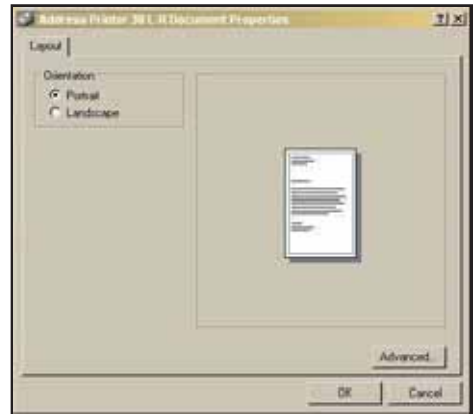 Address Printer 30 L-R Document Properties
Layout
Orientation
Portrait
Landscape
Advanced...
OK
Cancel